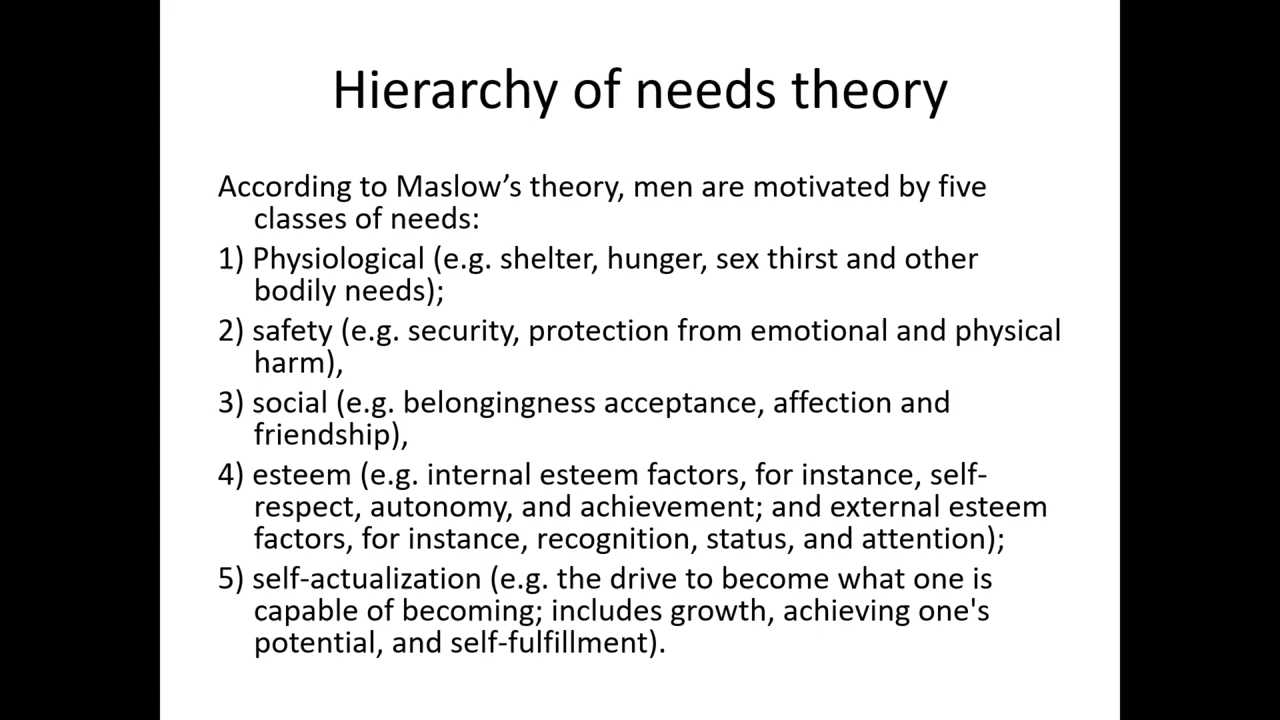 Hierarchy of needs theory
According to Maslow’s theory, men are motivated by five
classes of needs:
1) Physiological (e.g. shelter, hunger, sex thirst and other
bodily needs);
2) safety (e.g. security, protection from emotional and physical
harm),
3) social (e.g. belongingness acceptance, affection and
friendship),
4) esteem (e.g. internal esteem factors, for instance, self-
respect, autonomy, and achievement; and external esteem
factors, for instance, recognition, status, and attention);
5) self-actualization (e.g. the drive to become what one is
capable of becoming; includes growth, achieving one's
potential, and self-fulfillment).